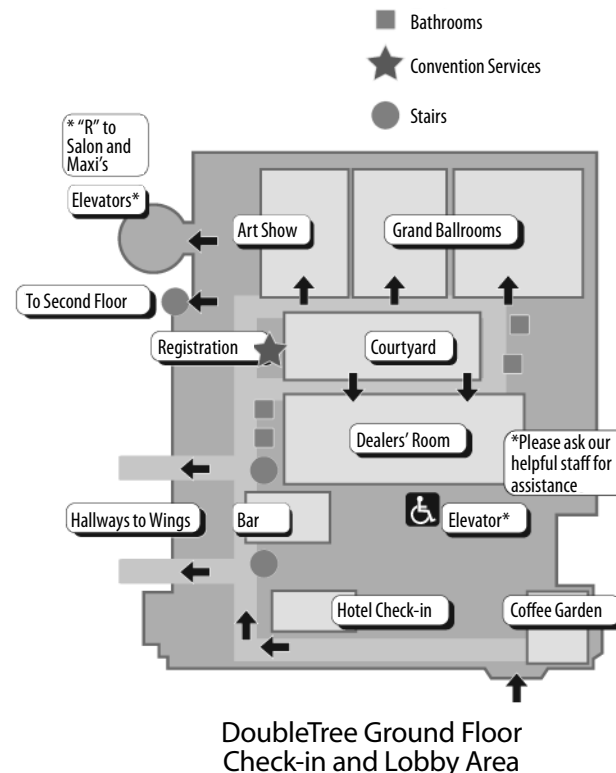 Bathrooms
Convention Services
Stairs
* “R” to
Salon and
Maxi’s
Elevators*
Art Show
Grand Ballrooms
To Second Floor
Registration
Courtyard
Dealers’ Room
*Please ask our
helpful staff for
assistance
Hallways to Wings
Bar
Elevator*
Hotel Check-in
Coffee Garden
DoubleTree Ground Floor
Check-in and Lobby Area